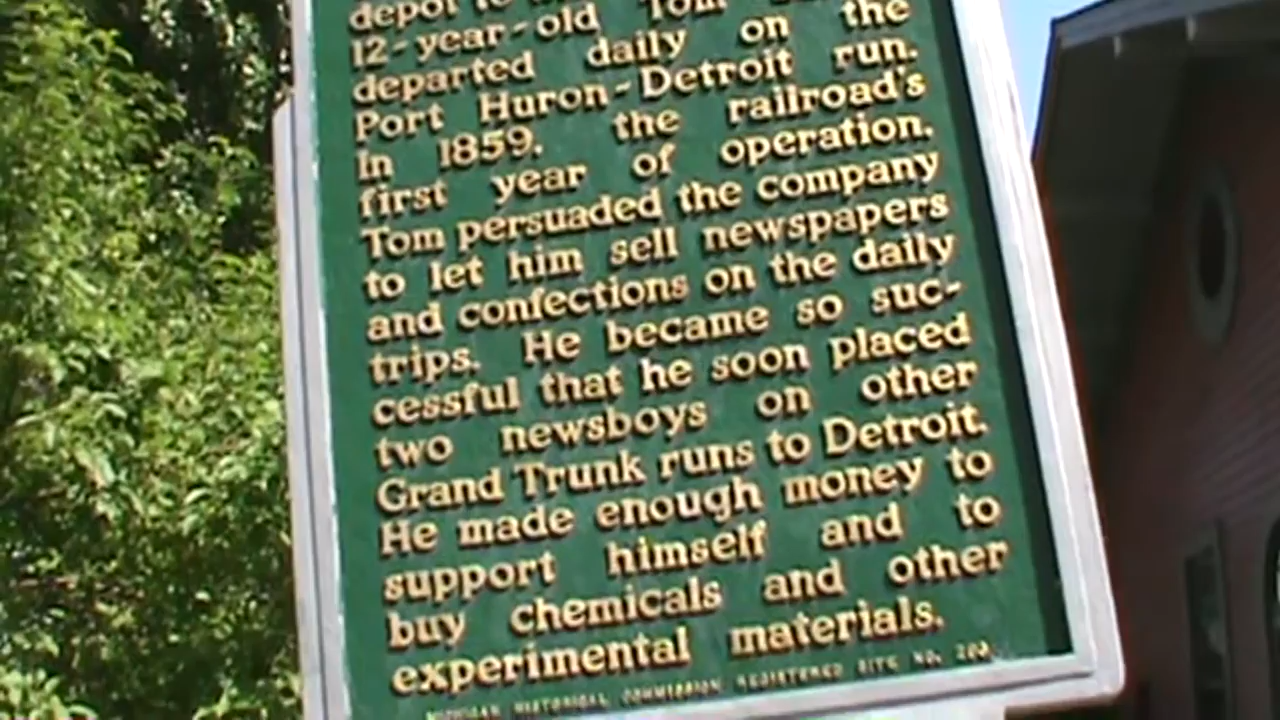 depot to
12-year-old Tom
departed daily on the
Port Huron-Detroit run.
In 1859, the railroad's
first year of operation,
Tom persuaded the company
to let him sell newspapers
and confections on the daily
trips. He became so suc-
cessful that he soon placed
two newsboys on other
Grand Trunk runs to Detroit.
He made enough money to
support himself and to
buy chemicals and other
experimental materials.
MICHIGAN HISTORICAL COMMISSION REGISTERED SITE NO.